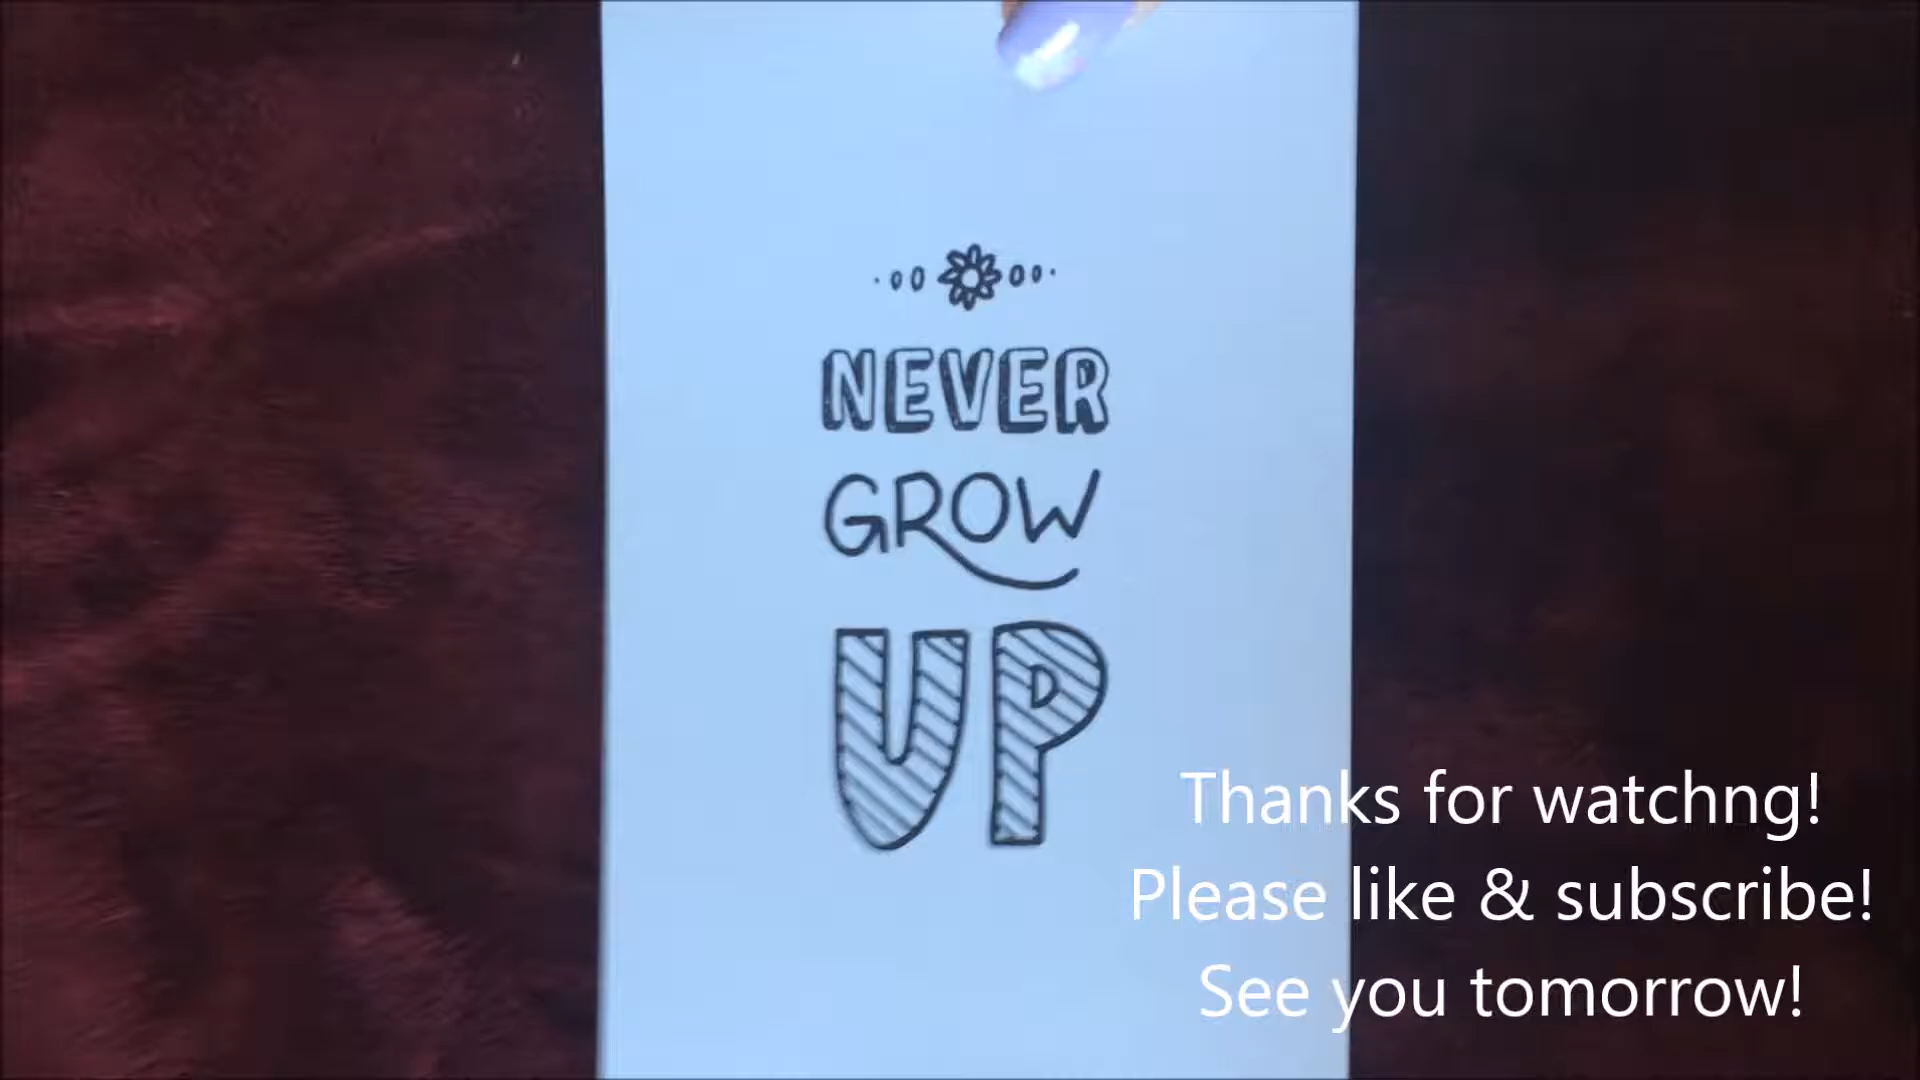 NEVER
GROW
UP
Thanks for watchng!
Please like & subscribe!
See you tomorrow!